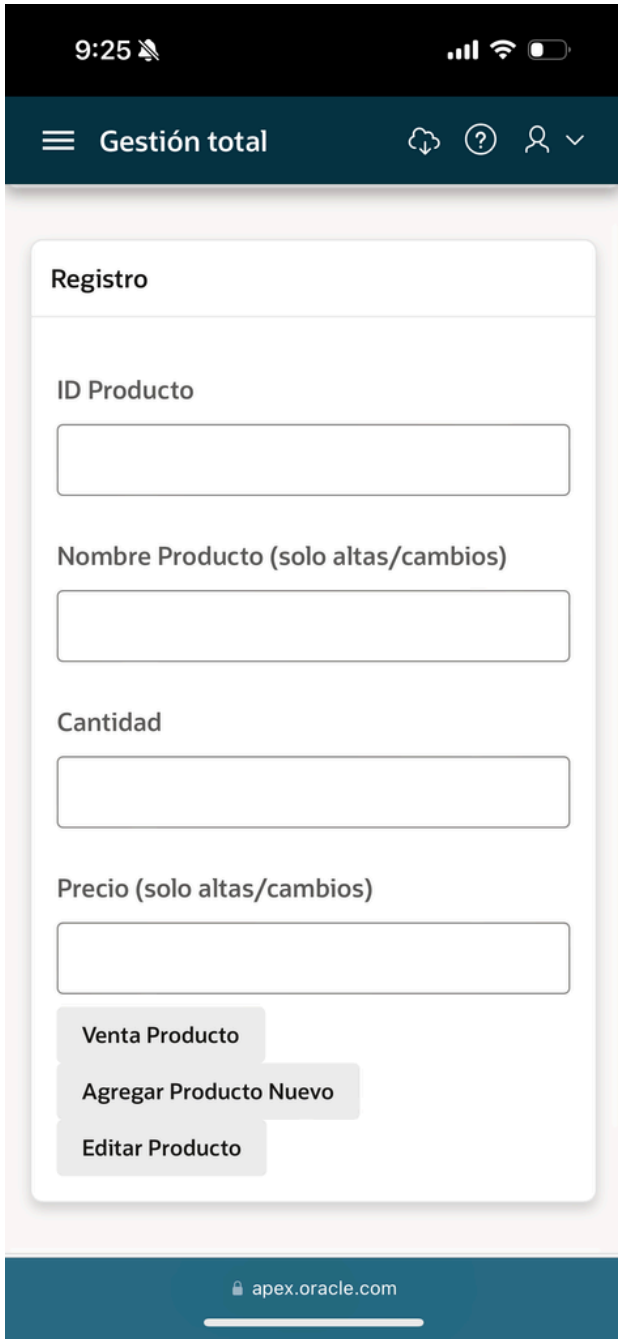 9:25
Gestión total
Registro
ID Producto
Nombre Producto (solo altas/cambios)
Cantidad
Precio (solo altas/cambios)
Venta Producto
Agregar Producto Nuevo
Editar Producto
apex.oracle.com